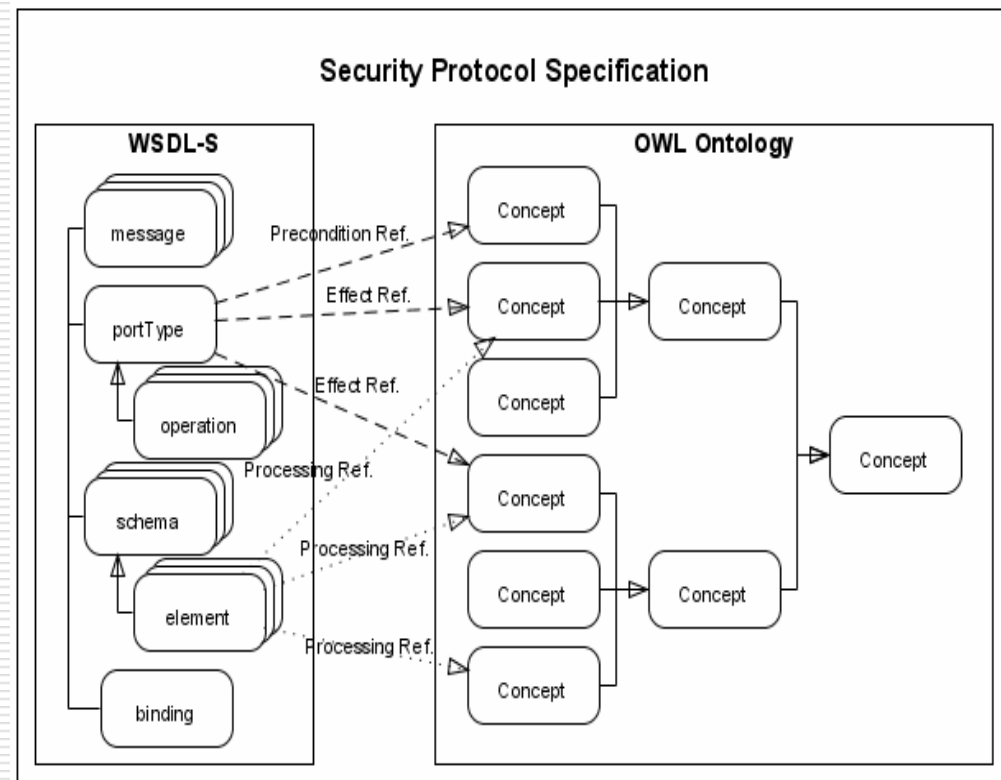 Security Protocol Specification
WSDL-S
message
portType
operation
schema
element
binding
Precondition Ref.
Effect Ref.
Effect Ref.
Processing Ref.
Processing Ref.
Processing Ref.
OWL Ontology
Concept
Concept
Concept
Concept
Concept
Concept
Concept
Concept
Concept